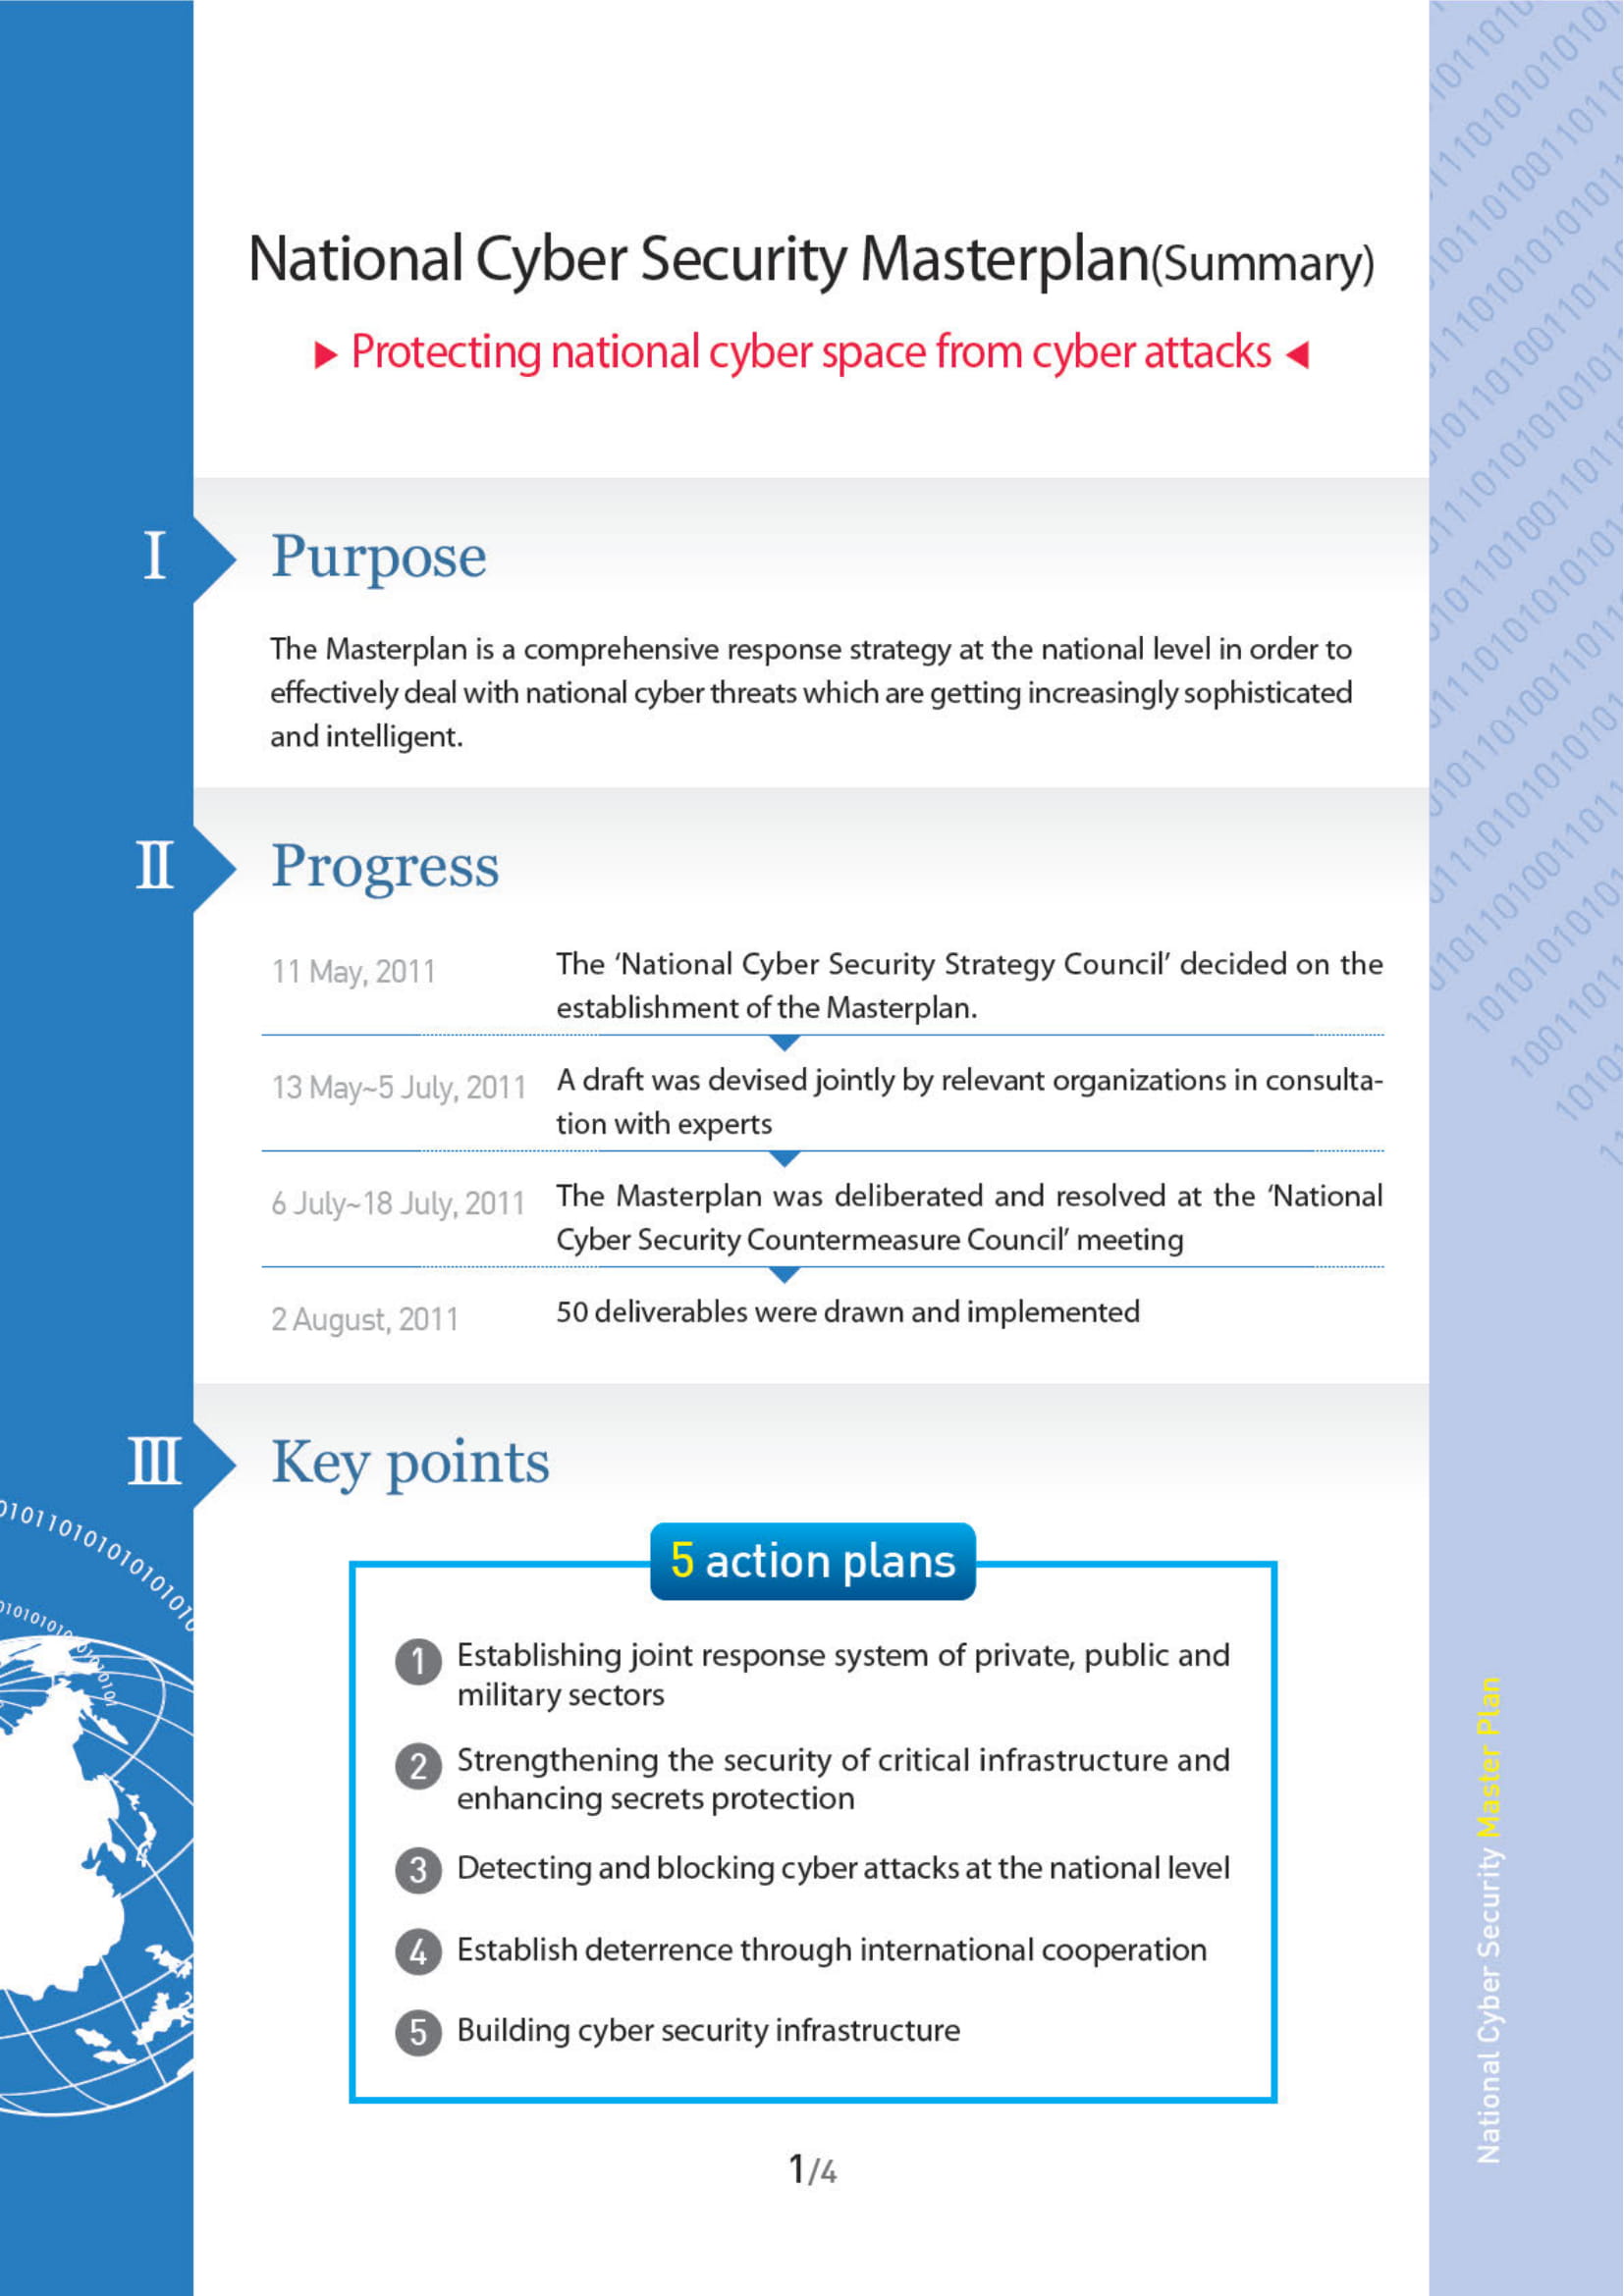 National Cyber Security Masterplan(Summary)
▶ Protecting national cyber space from cyber attacks ◀
I
Purpose
The Masterplan is a comprehensive response strategy at the national level in order to
effectively deal with national cyber threats which are getting increasingly sophisticated
and intelligent.
II
Progress
11 May, 2011
The ‘National Cyber Security Strategy Council’ decided on the
establishment of the Masterplan.
13 May~5 July, 2011
A draft was devised jointly by relevant organizations in consulta-
tion with experts
6 July~18 July, 2011
The Masterplan was deliberated and resolved at the ‘National
Cyber Security Countermeasure Council’ meeting
2 August, 2011
50 deliverables were drawn and implemented
III
Key points
5 action plans
1 Establishing joint response system of private, public and
military sectors
2 Strengthening the security of critical infrastructure and
enhancing secrets protection
3 Detecting and blocking cyber attacks at the national level
4 Establish deterrence through international cooperation
5 Building cyber security infrastructure
1/4
National Cyber Security Master Plan